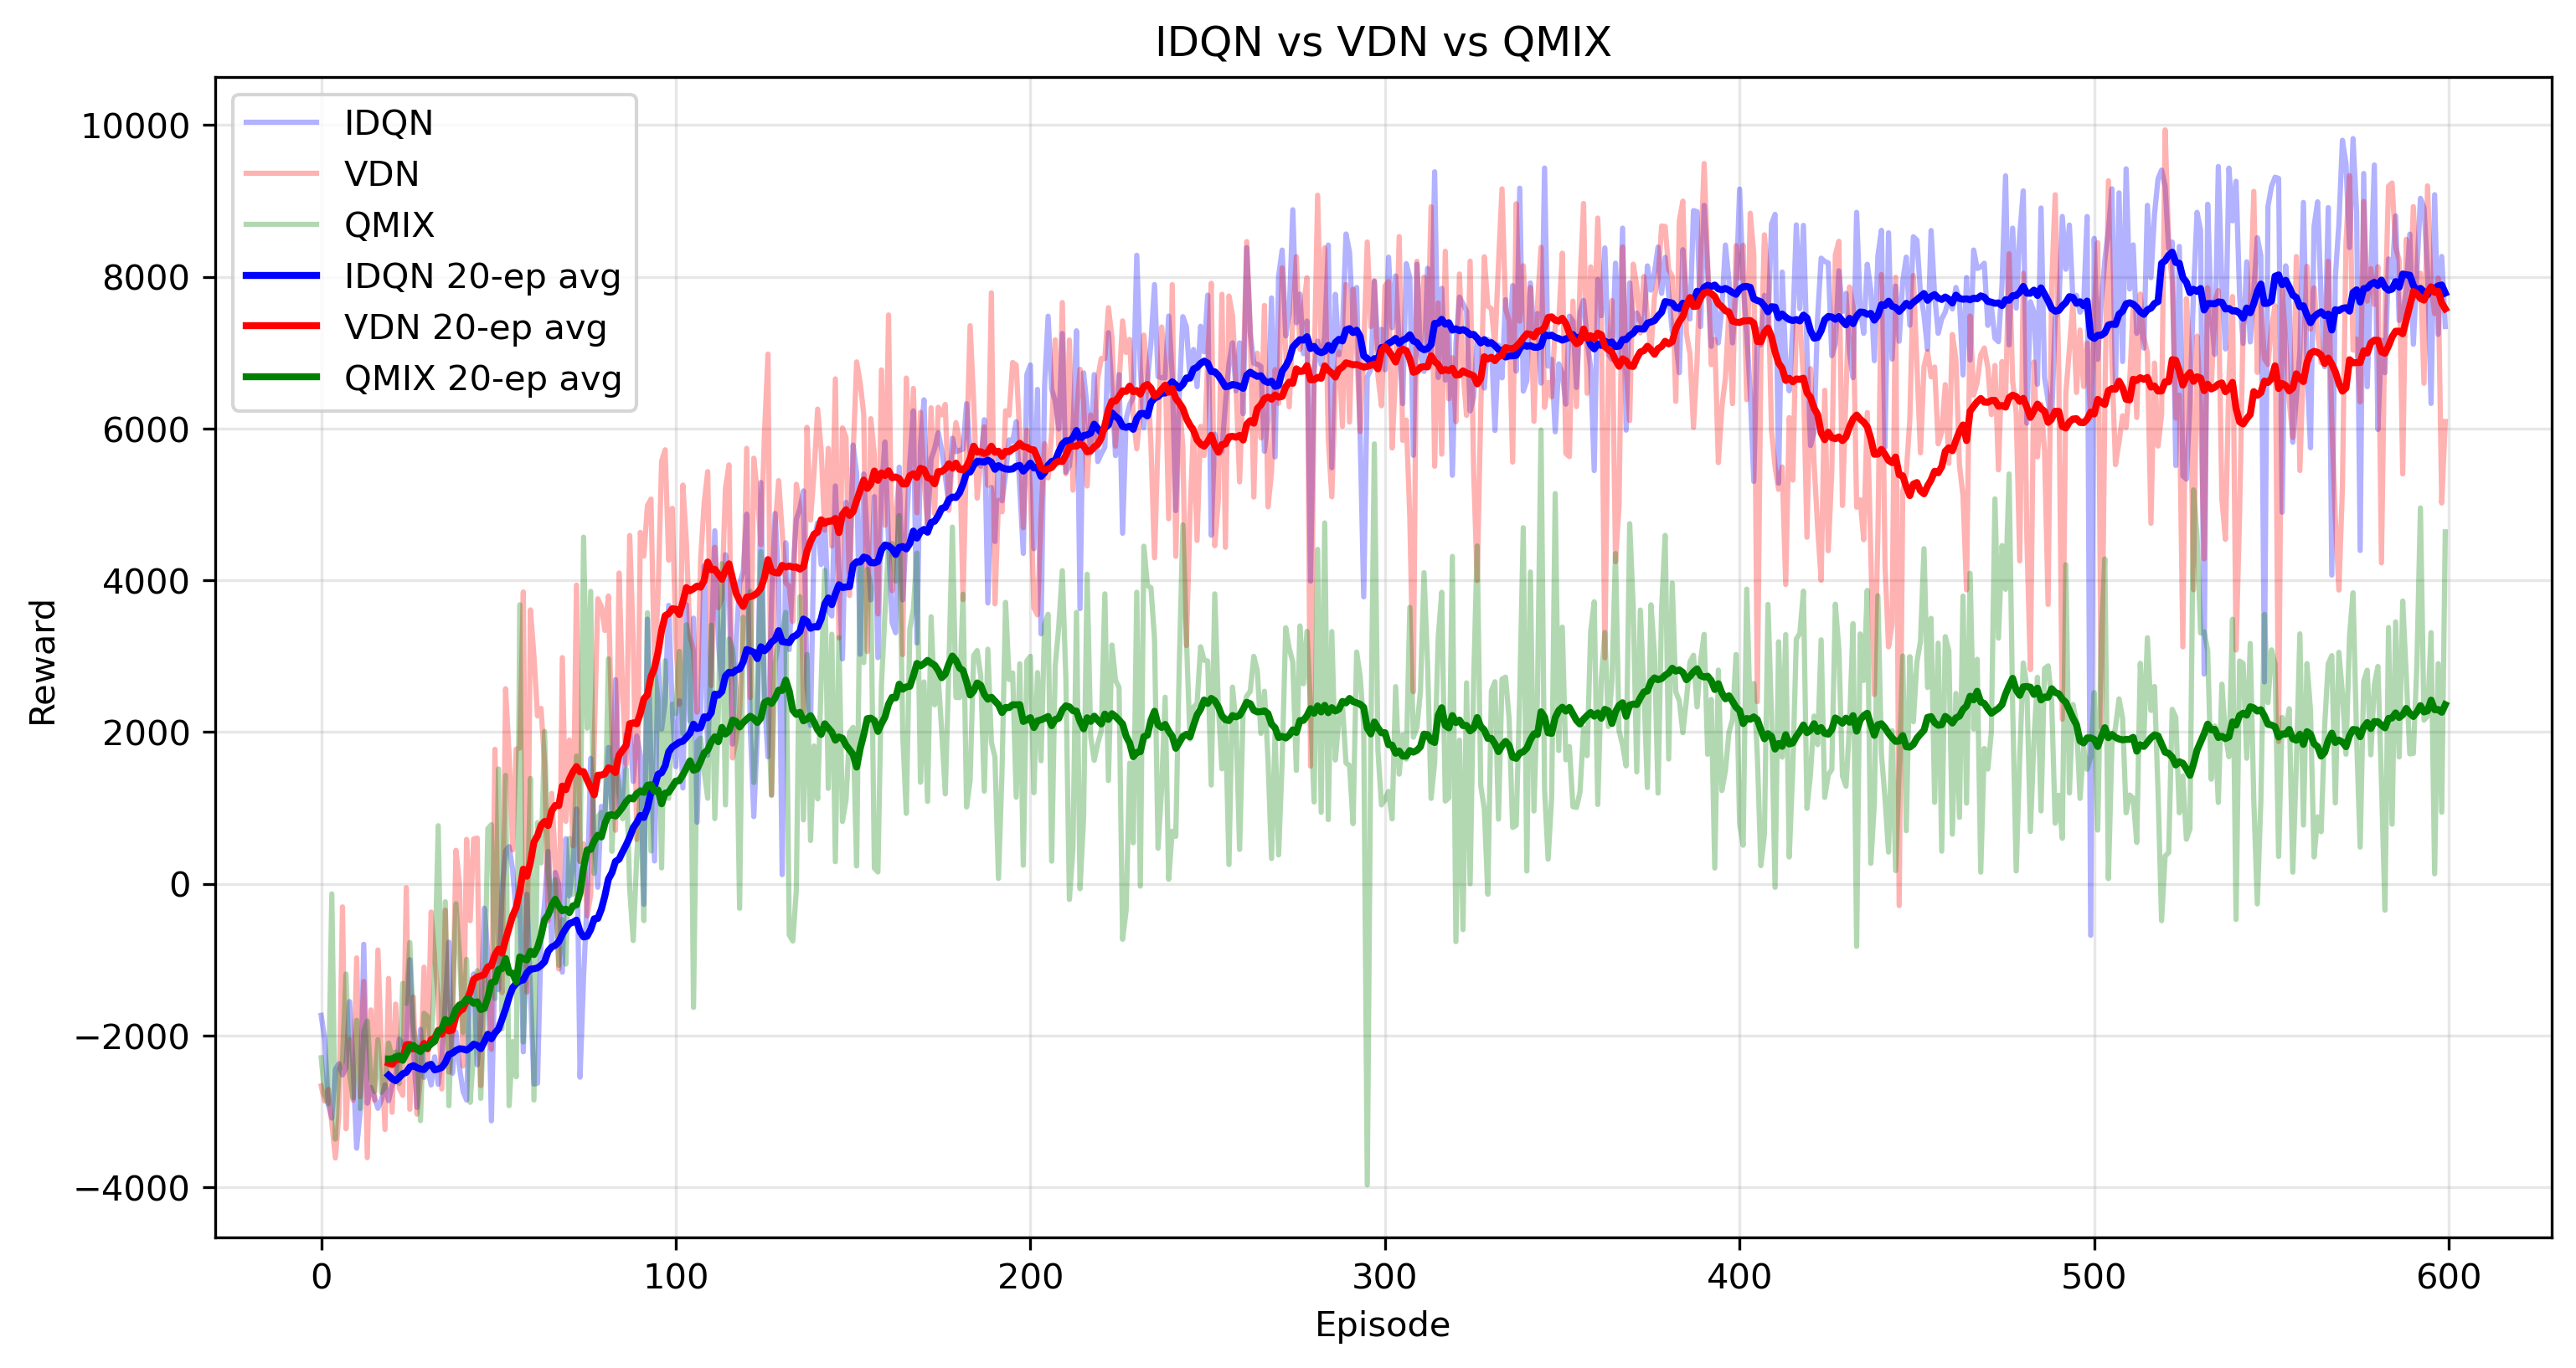 IDQN vs VDN vs QMIX
IDQN
VDN
QMIX
IDQN 20-ep avg
VDN 20-ep avg
QMIX 20-ep avg
10000
8000
6000
4000
2000
0
−2000
−4000
Reward
0 100 200 300 400 500 600
Episode